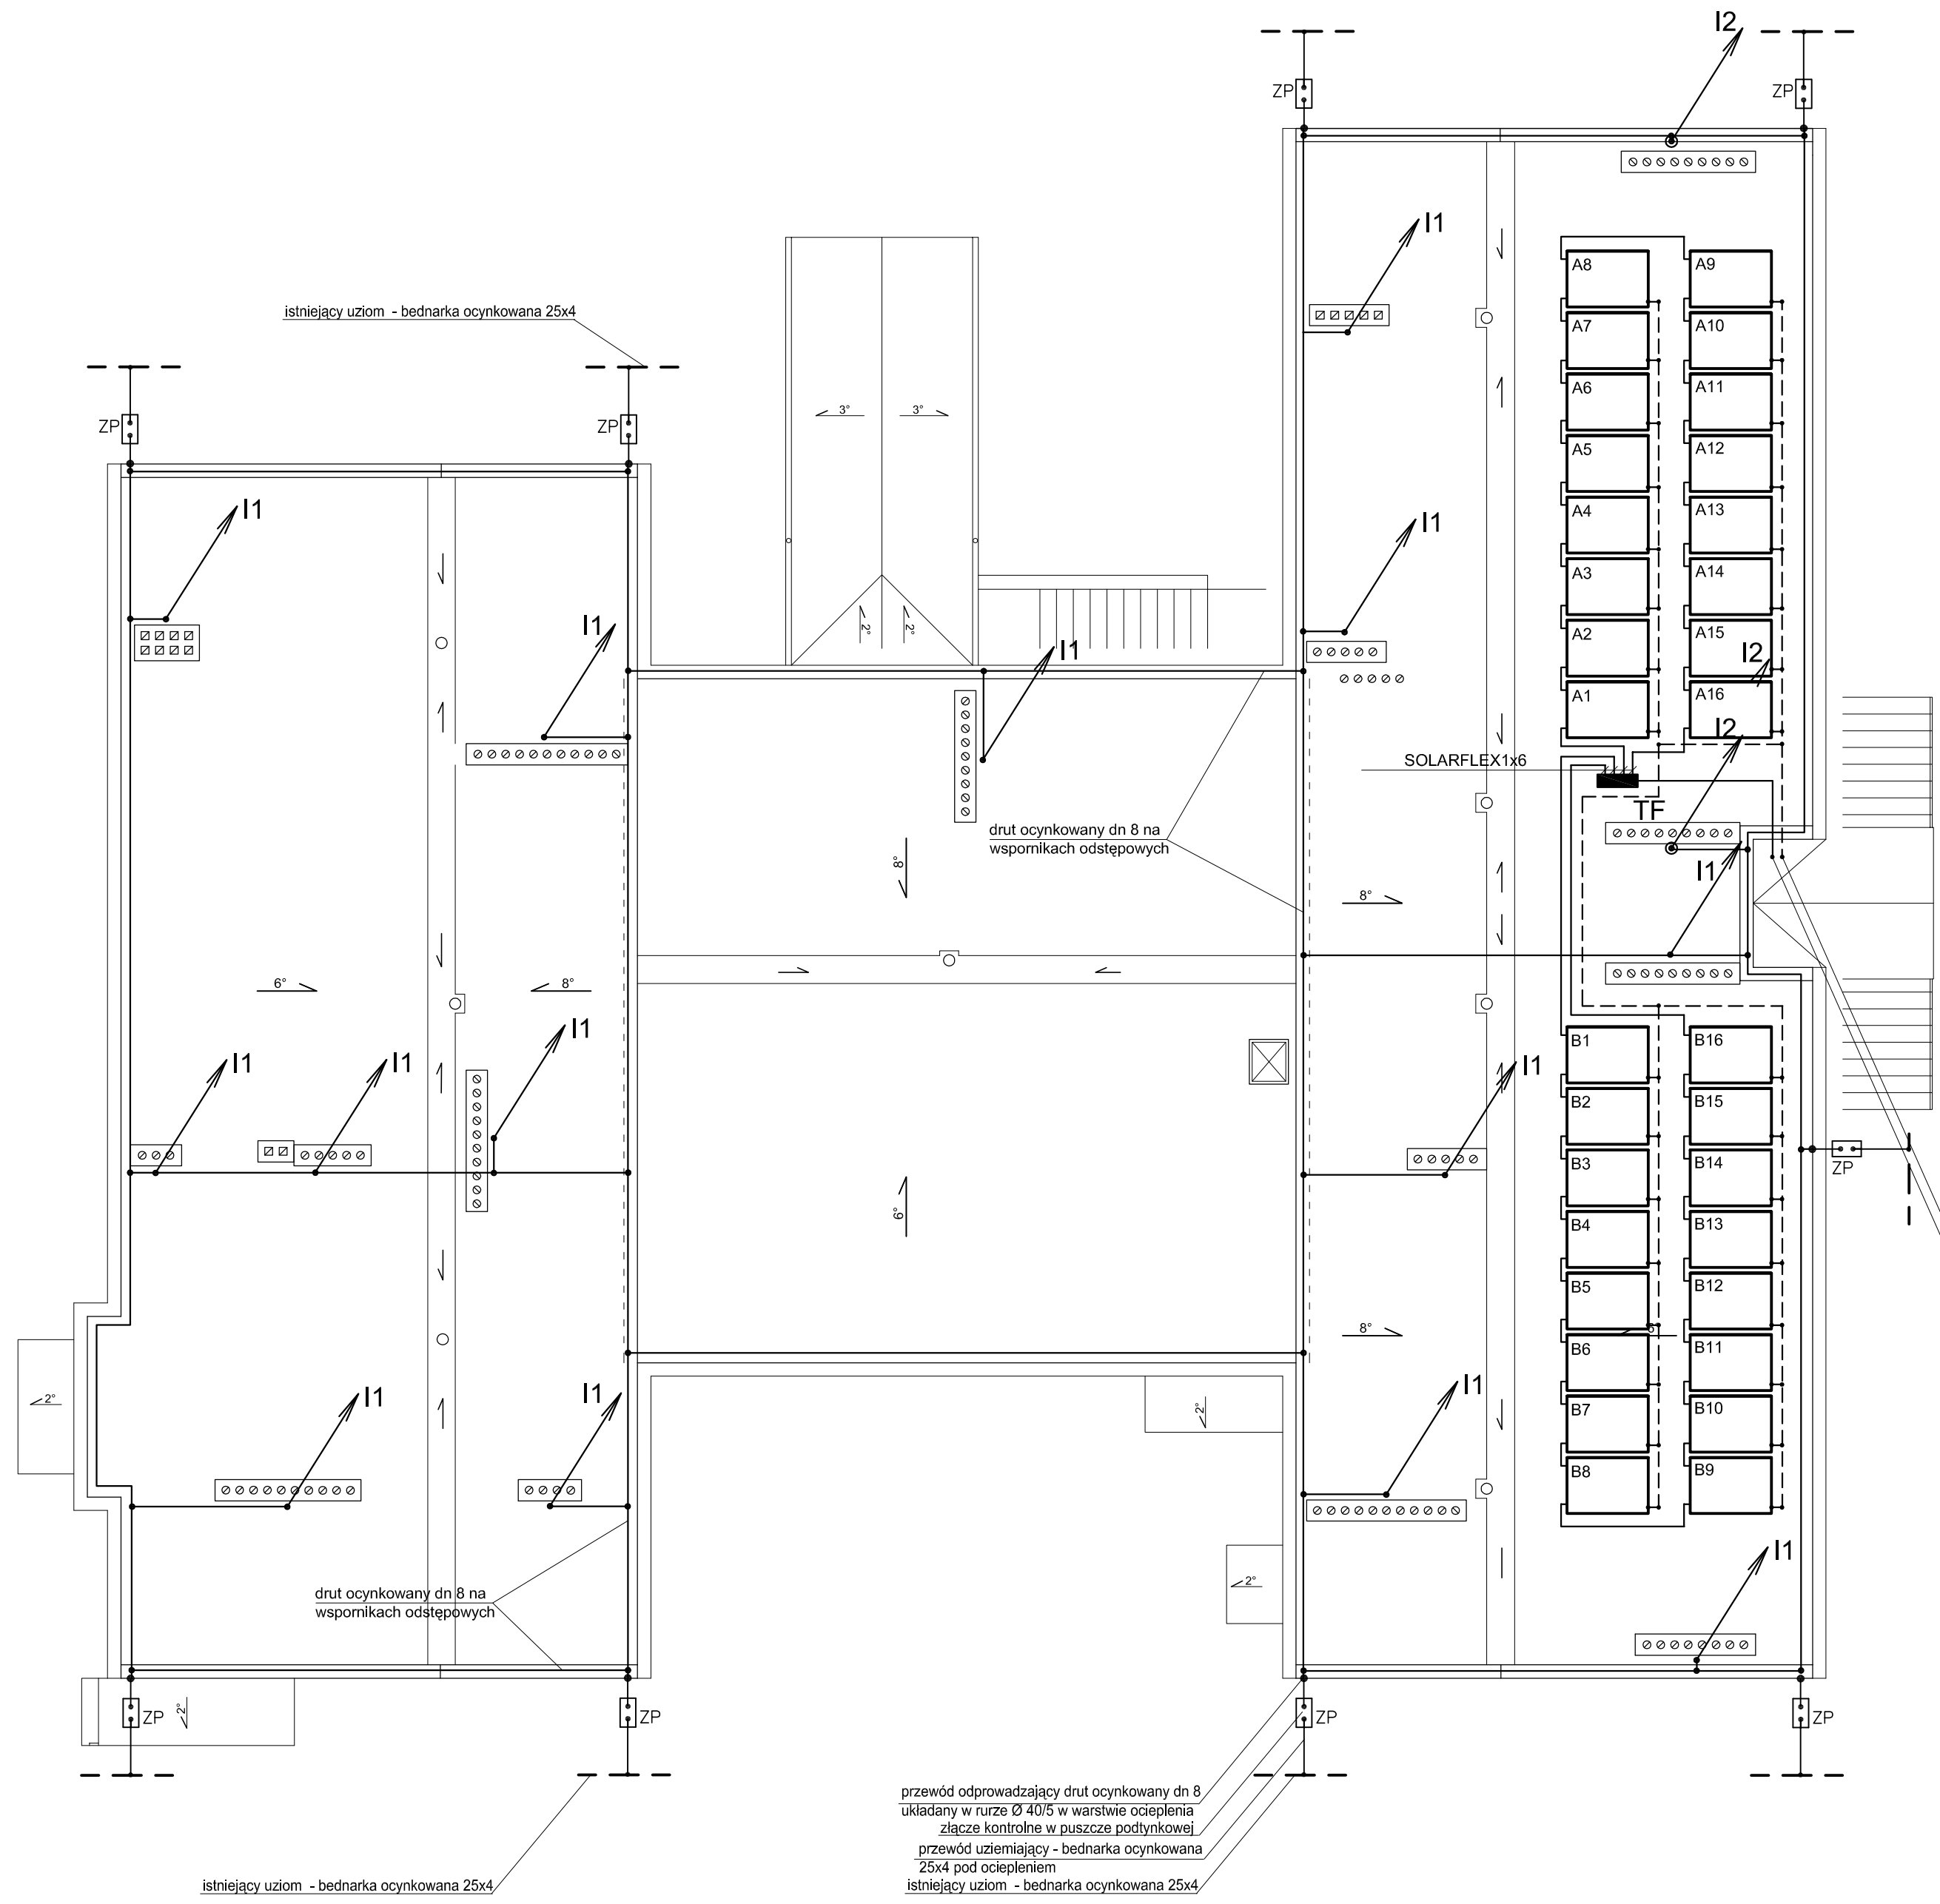 I2
ZP
ZP
I1
istniejący uziom - bednarka ocynkowana 25x4
A8
A9
A7
A10
ZP
ZP
3°
3°
A6
A11
A5
A12
I1
I1
A4
A13
A3
A14
I1
2°
2°
A2
A15
I1
I2
A1
A16
I2
SOLARFLEX1x6
TF
drut ocynkowany dn 8 na
wspornikach odstępowych
8°
I1
8°
6°
8°
I1
B1
B16
I1
I1
I1
B2
B15
B3
B14
ZP
6°
B4
B13
B5
B12
8°
6
B6
B11
2°
I1
I1
I1
2°
B7
B10
B8
B9
I1
2°
drut ocynkowany dn 8 na
wspornikach odstępowych
ZP
2°
ZP
ZP
ZP
przewód odprowadzający drut ocynkowany dn 8
układany w rurze Ø 40/5 w warstwie ocieplenia
złącze kontrolne w puszcze podtynkowej
przewód uziemiający - bednarka ocynkowana
25x4 pod ociepleniem
istniejący uziom - bednarka ocynkowana 25x4
istniejący uziom - bednarka ocynkowana 25x4